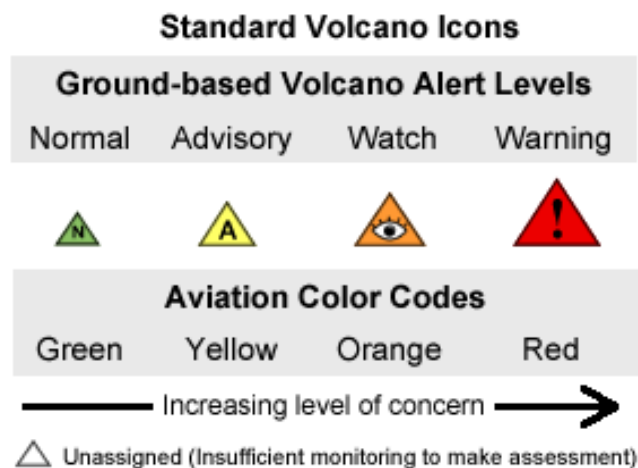 Standard Volcano Icons
Ground-based Volcano Alert Levels
Normal Advisory Watch Warning
N A !
Aviation Color Codes
Green Yellow Orange Red
Increasing level of concern
Unassigned (Insufficient monitoring to make assessment)